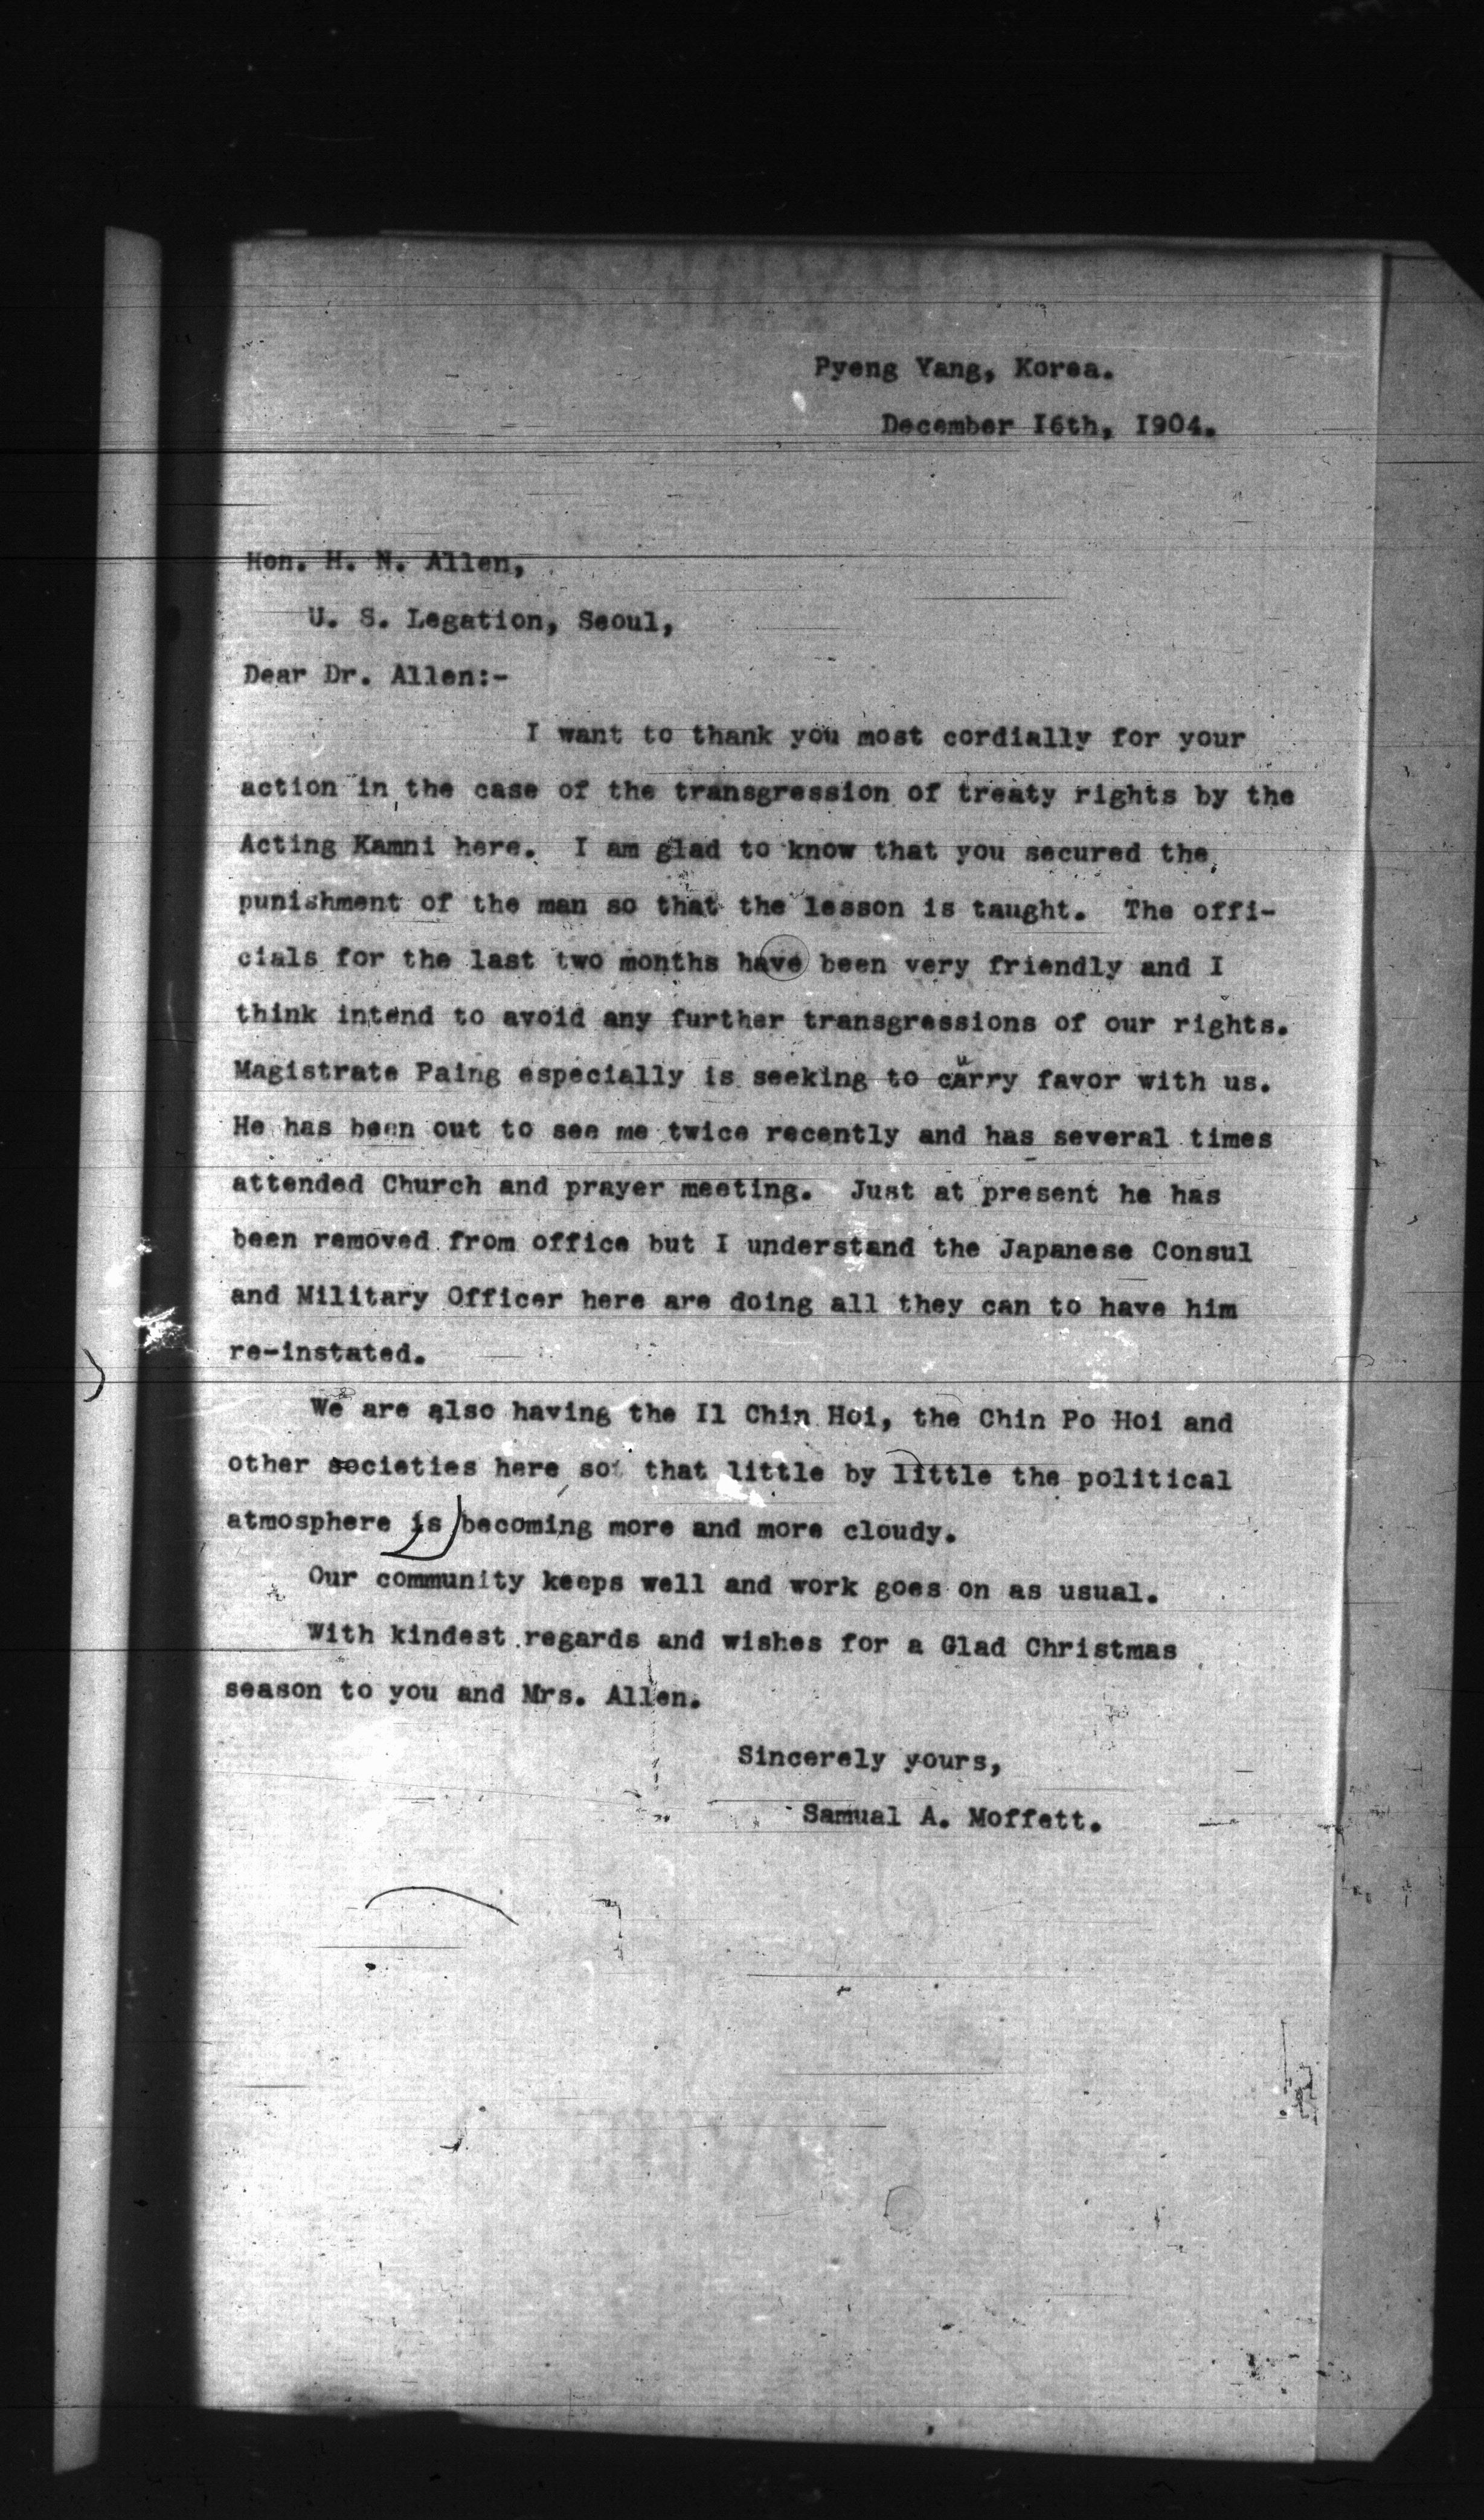 Pyeng Yang, Korea.
December 16th, 1904.
Hon. H. N. Allen,
U. S. Legation, Seoul,
Dear Dr. Allen:-
I want to thank you most cordially for your
action in the case of the transgression of treaty rights by the
Acting Kamni here. I am glad to know that you secured the
punishment of the man so that the lesson is taught. The offi-
cials for the last two months have been very friendly and I
think intend to avoid any further transgressions of our rights.
Magistrate Paing especially is seeking to curry favor with us.
He has been out to see me twice recently and has several times
attended Church and prayer meeting. Just at present he has
been removed from office but I understand the Japanese Consul
and Military Officer here are doing all they can to have him
re-instated.
We are also having the Il Chin Hoi, the Chin Po Hoi and
other societies here so that little by little the political
atmosphere is becoming more and more cloudy.
Our community keeps well and work goes on as usual.
With kindest regards and wishes for a Glad Christmas
season to you and Mrs. Allen.
Sincerely yours,
Samual A. Moffett.